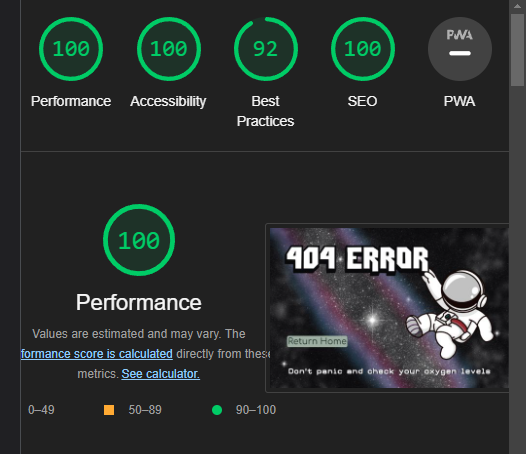 100
100
92
100
PWA
Performance
Accessibility
Best
Practices
SEO
PWA
100
Performance
Values are estimated and may vary. The
formance score is calculated directly from these
metrics. See calculator.
0–49
50–89
90–100
404 ERROR
Return Home
Don't panic and check your oxygen levels